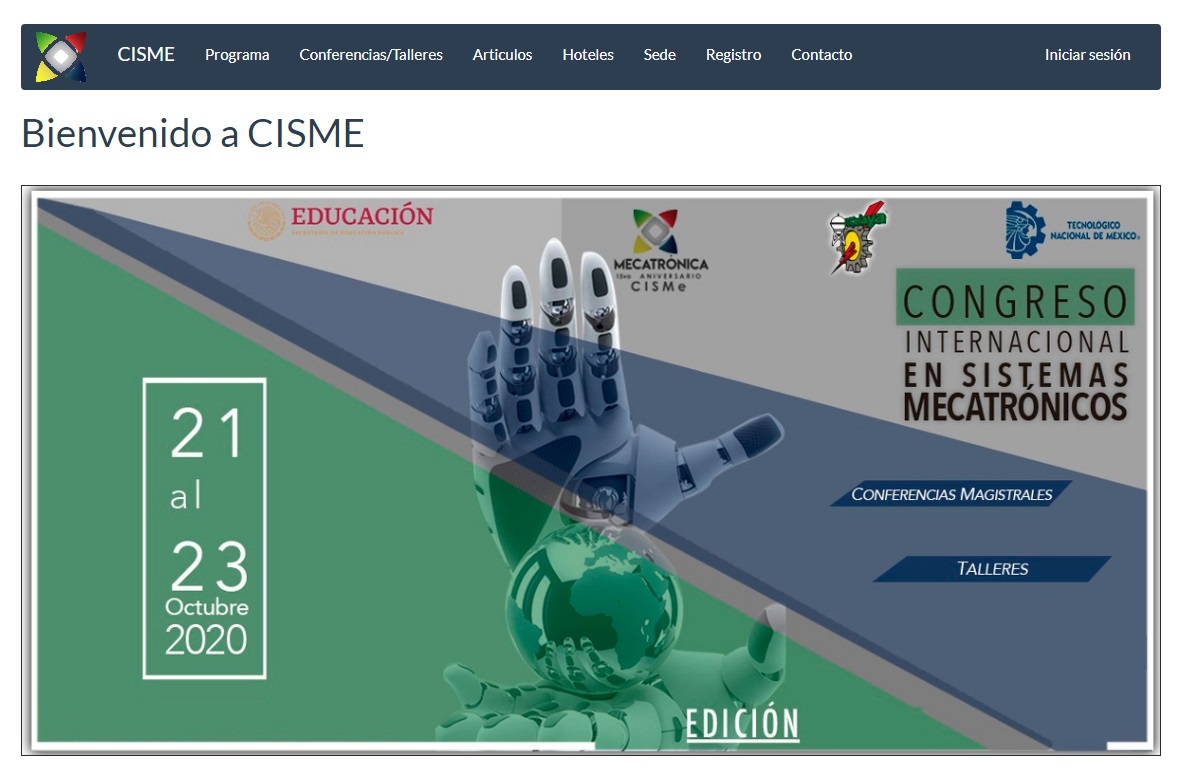 CISME Programa Conferencias/Talleres Articulos Hoteles Sede Registro Contacto Iniciar sesión
Bienvenido a CISME
EDUCACIÓN
SECRETARÍA DE EDUCACIÓN PÚBLICA
MECATRÓNICA
15vo ANIVERSARIO
CISMe
TECNOLÓGICO
NACIONAL DE MÉXICO
CONGRESO
INTERNACIONAL
EN SISTEMAS
MECATRÓNICOS
21
al
23
Octubre
2020
CONFERENCIAS MAGISTRALES
TALLERES
EDICIÓN